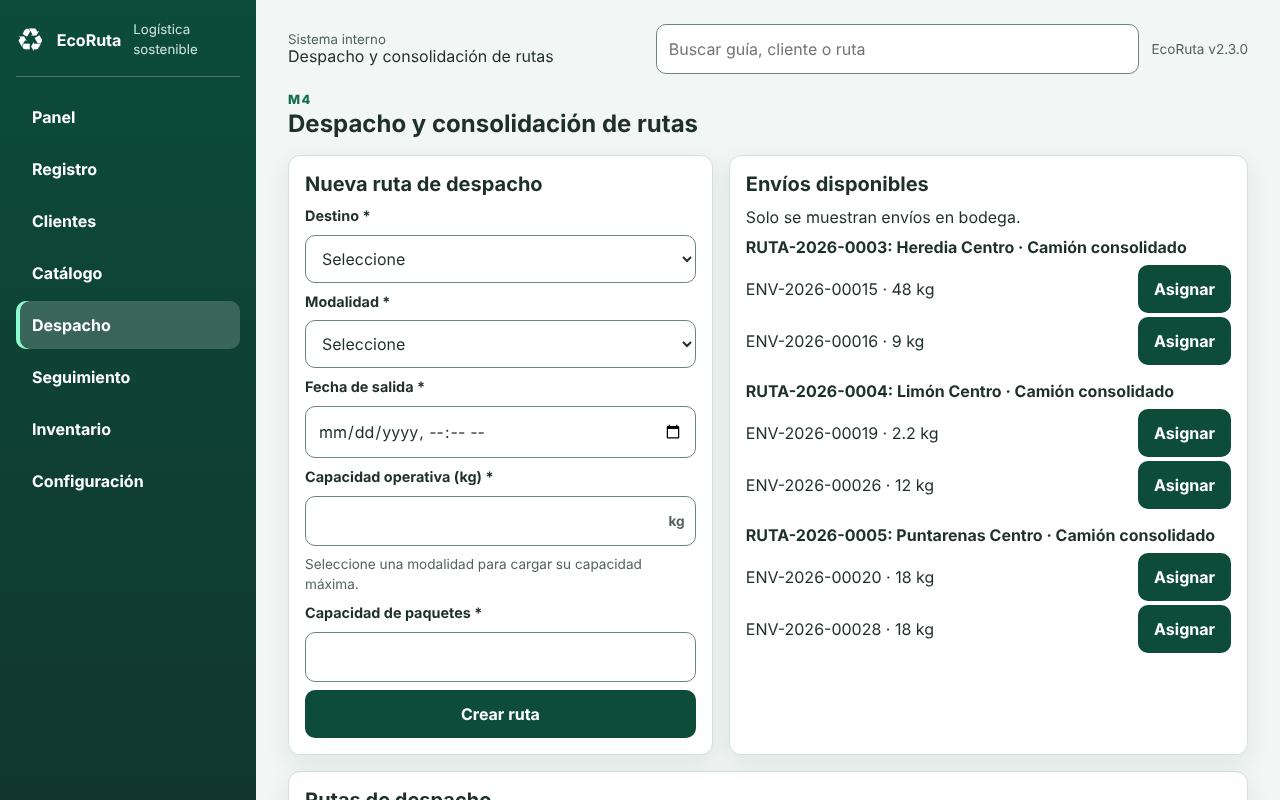 EcoRuta
Logística
sostenible
Panel
Registro
Clientes
Catálogo
Despacho
Seguimiento
Inventario
Configuración
Sistema interno
Despacho y consolidación de rutas
Buscar guía, cliente o ruta
EcoRuta v2.3.0
M4
Despacho y consolidación de rutas
Nueva ruta de despacho
Destino *
Seleccione
Modalidad *
Seleccione
Fecha de salida *
mm/dd/yyyy, --:-- --
Capacidad operativa (kg) *
kg
Seleccione una modalidad para cargar su capacidad
máxima.
Capacidad de paquetes *
Crear ruta
Envíos disponibles
Solo se muestran envíos en bodega.
RUTA-2026-0003: Heredia Centro · Camión consolidado
ENV-2026-00015 · 48 kg
Asignar
ENV-2026-00016 · 9 kg
Asignar
RUTA-2026-0004: Limón Centro · Camión consolidado
ENV-2026-00019 · 2.2 kg
Asignar
ENV-2026-00026 · 12 kg
Asignar
RUTA-2026-0005: Puntarenas Centro · Camión consolidado
ENV-2026-00020 · 18 kg
Asignar
ENV-2026-00028 · 18 kg
Asignar
Rutas de despacho